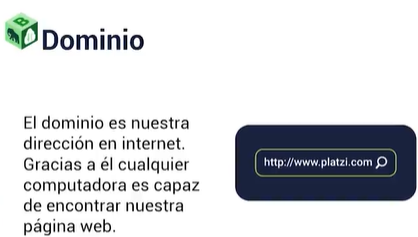 Dominio
El dominio es nuestra
dirección en internet.
Gracias a él cualquier
computadora es capaz
de encontrar nuestra
página web.
http://www.platzi.com